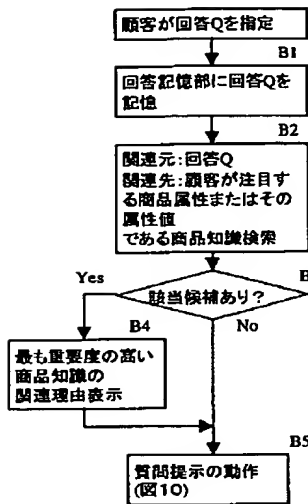 顧客が回答Qを指定
B1
回答記憶部に回答Qを
記憶
B2
関連元:回答Q
関連先:顧客が注目す
る商品属性またはその
属性値
である商品知識検索
B
Yes
該当候補あり?
No
B4
最も重要度の高い
商品知識の
関連理由表示
B5
質問提示の動作
(図10)